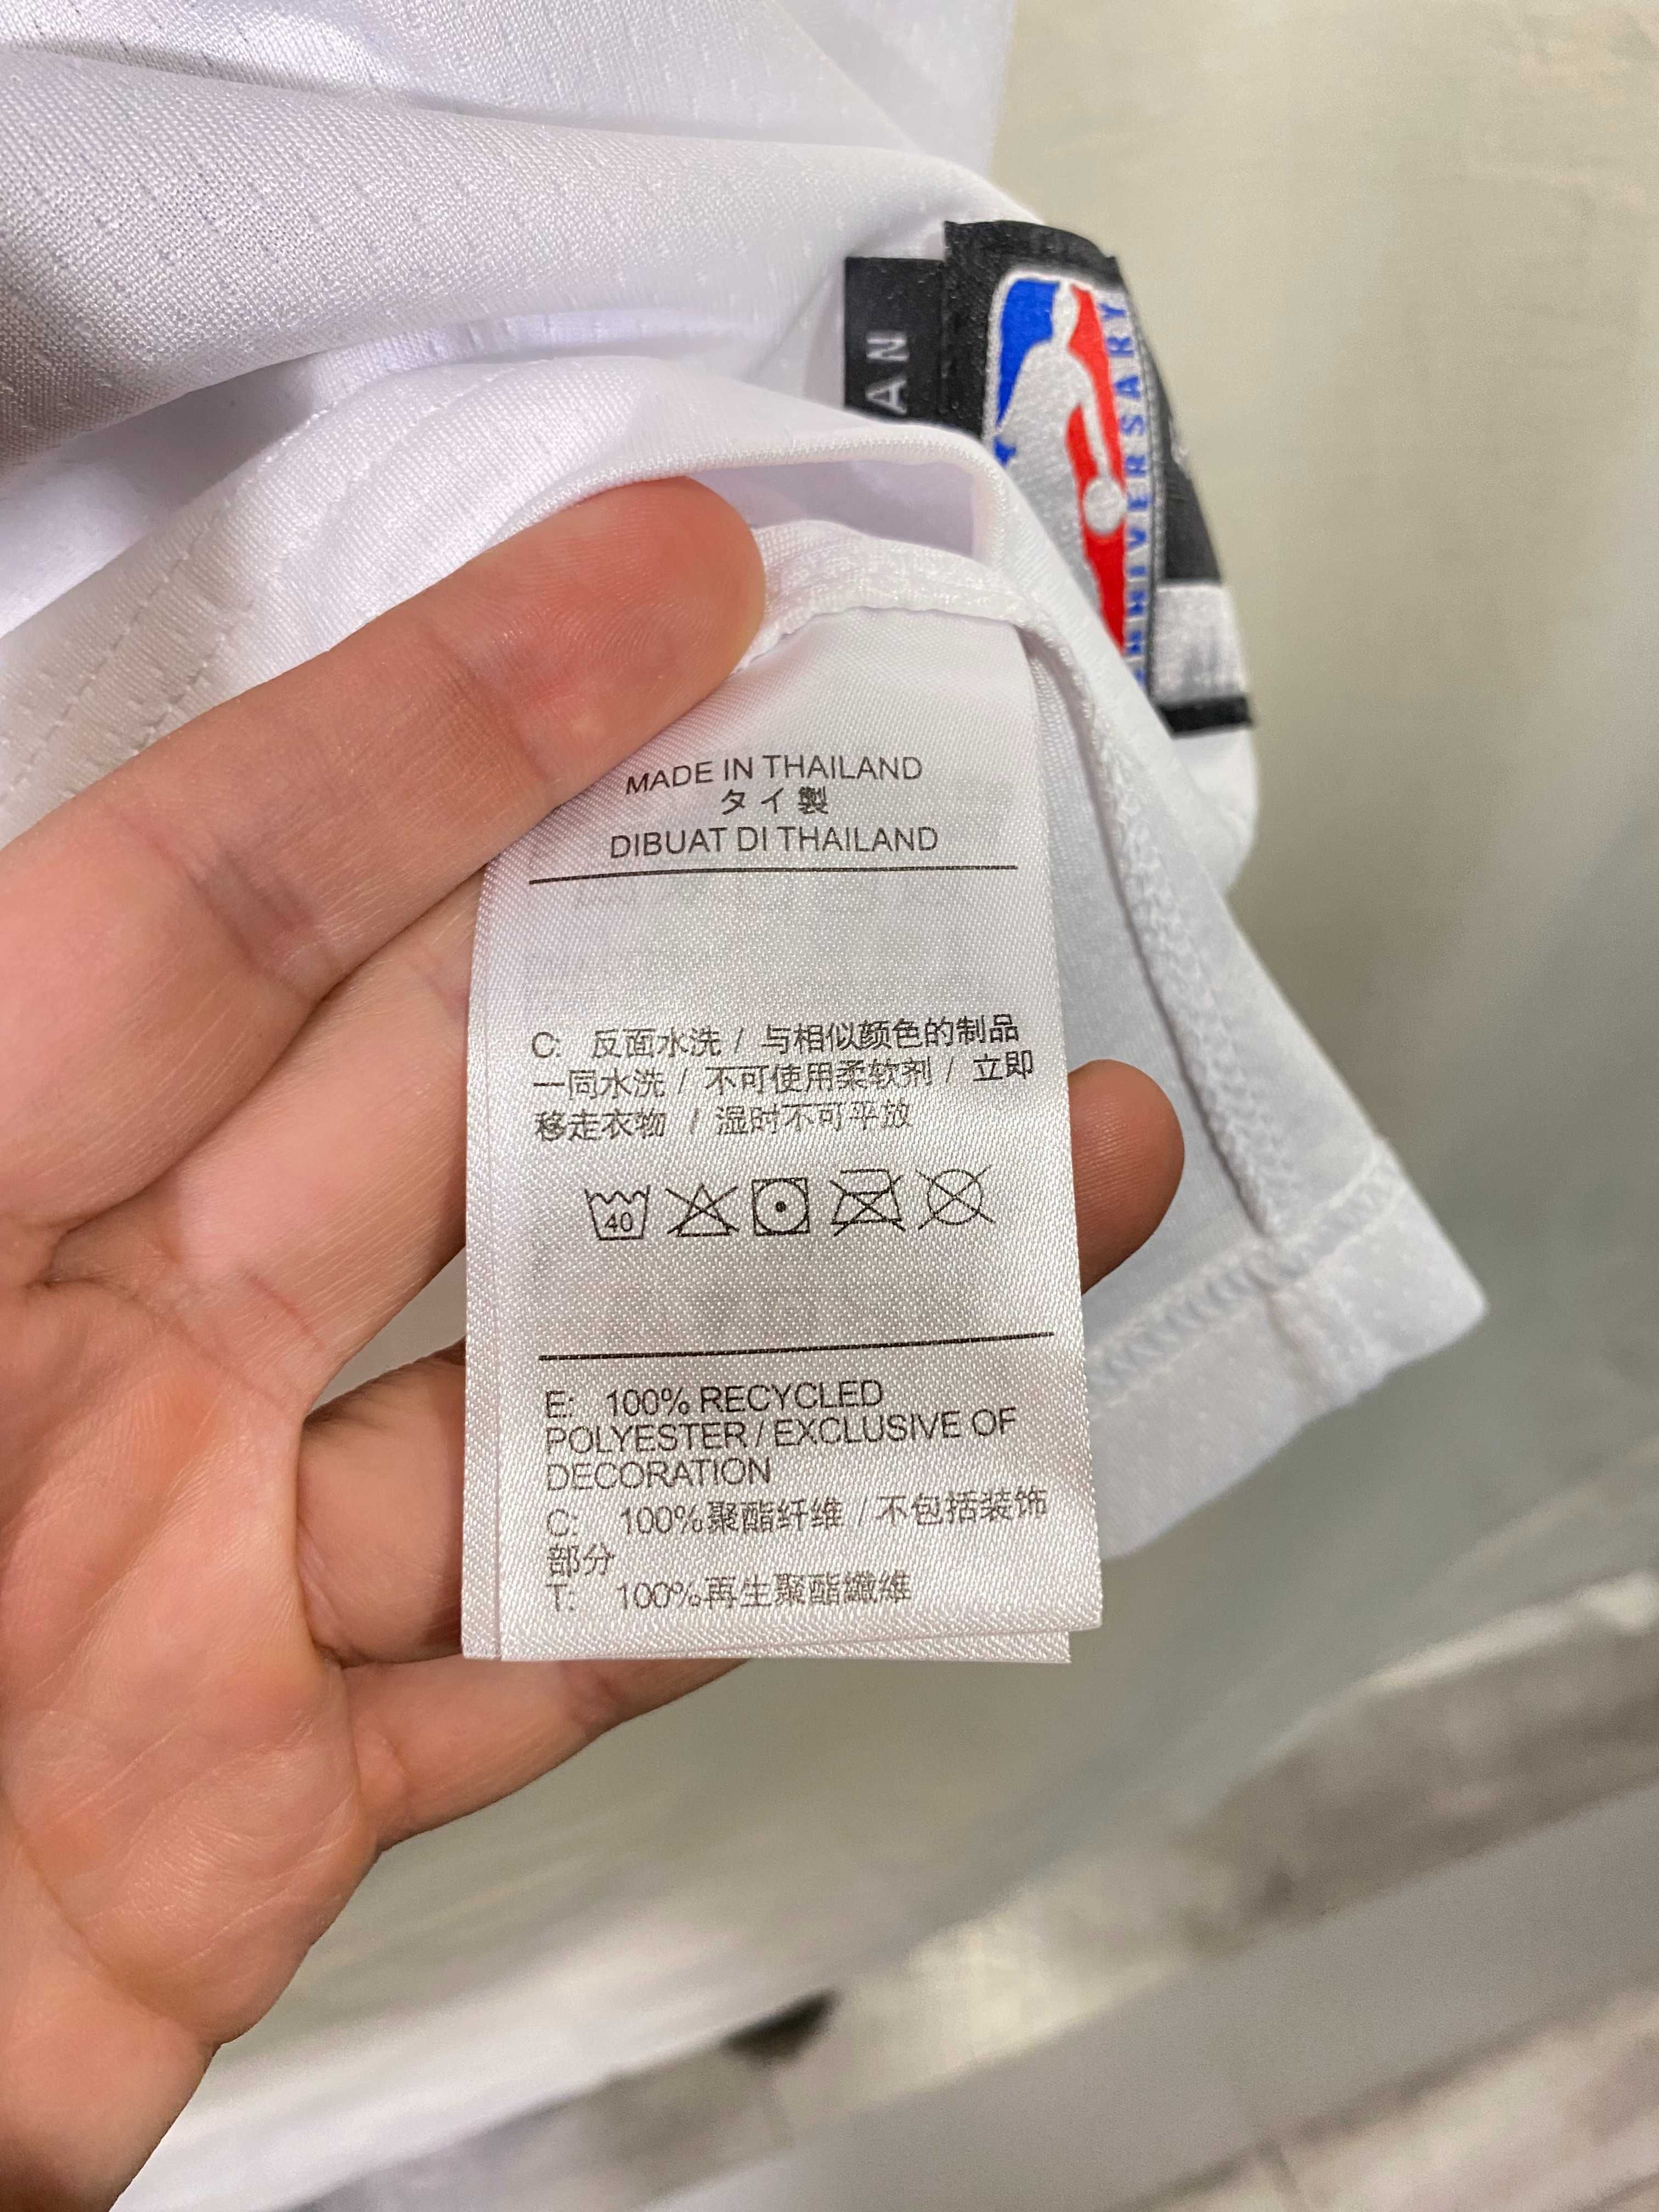 AN
ANNIVERSARY
MADE IN THAILAND
タイ製
DIBUAT DI THAILAND
C: 反面水洗 / 与相似颜色的制品
一同水洗 / 不可使用柔软剂 / 立即
移走衣物 / 湿时不可平放
40
E: 100% RECYCLED
POLYESTER / EXCLUSIVE OF
DECORATION
C: 100%聚酯纤维 / 不包括装饰
部分
T: 100%再生聚酯纖維